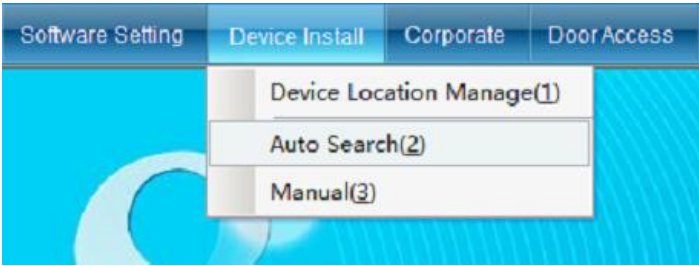 Software Setting Device Install Corporate Door Access
Device Location Manage(1)
Auto Search(2)
Manual(3)